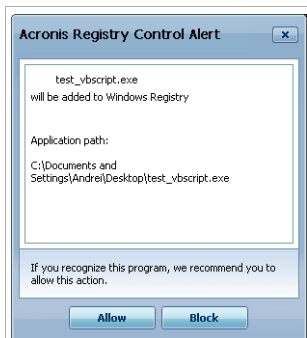 Acronis Registry Control Alert
test_vbscript.exe
will be added to Windows Registry
Application path:
C:\Documents and
Settings\Andrei\Desktop\test_vbscript.exe
If you recognize this program, we recommend you to
allow this action.
Allow Block